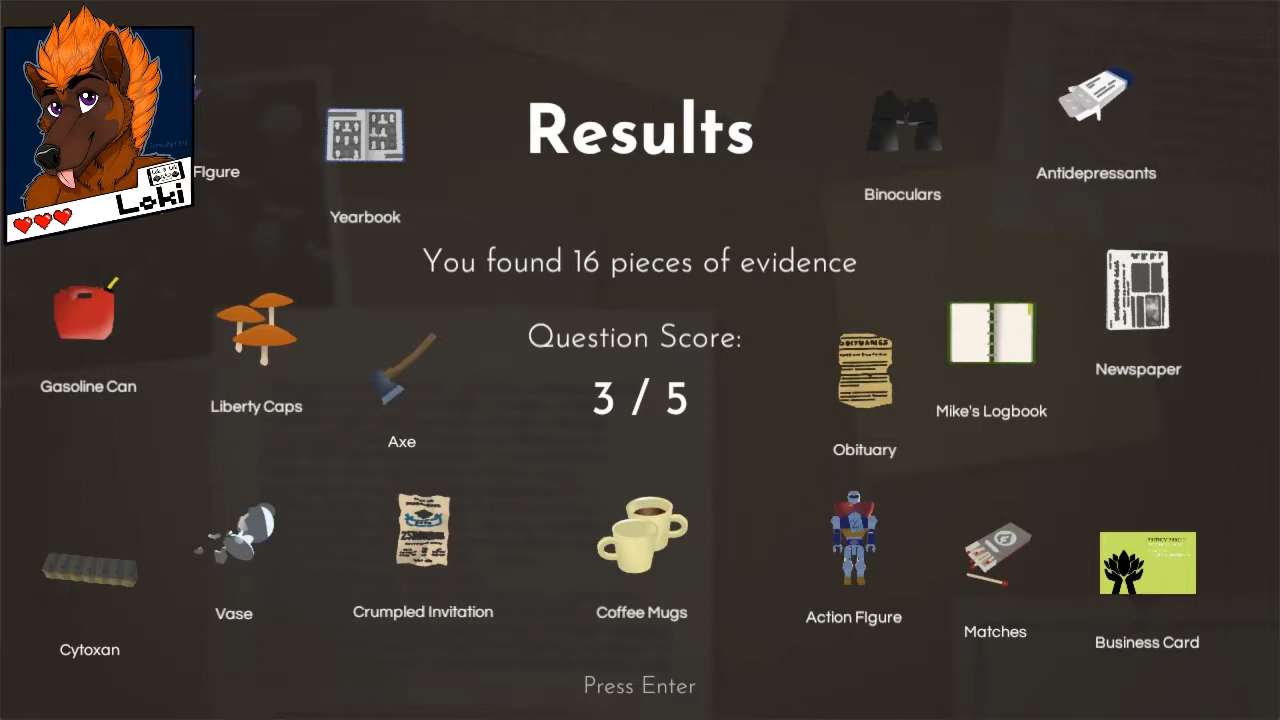 Results
Antidepressants
FIgure
Binoculars
Loki
Yearbook
You found 16 pieces of evidence
Question Score:
3 / 5
Newspaper
Gasoline Can
Liberty Caps
Mike's Logbook
Axe
OBITUARIES
Obituary
Crumpled Invitation
Coffee Mugs
Vase
Action FIgure
Matches
Business Card
Cytoxan
Press Enter